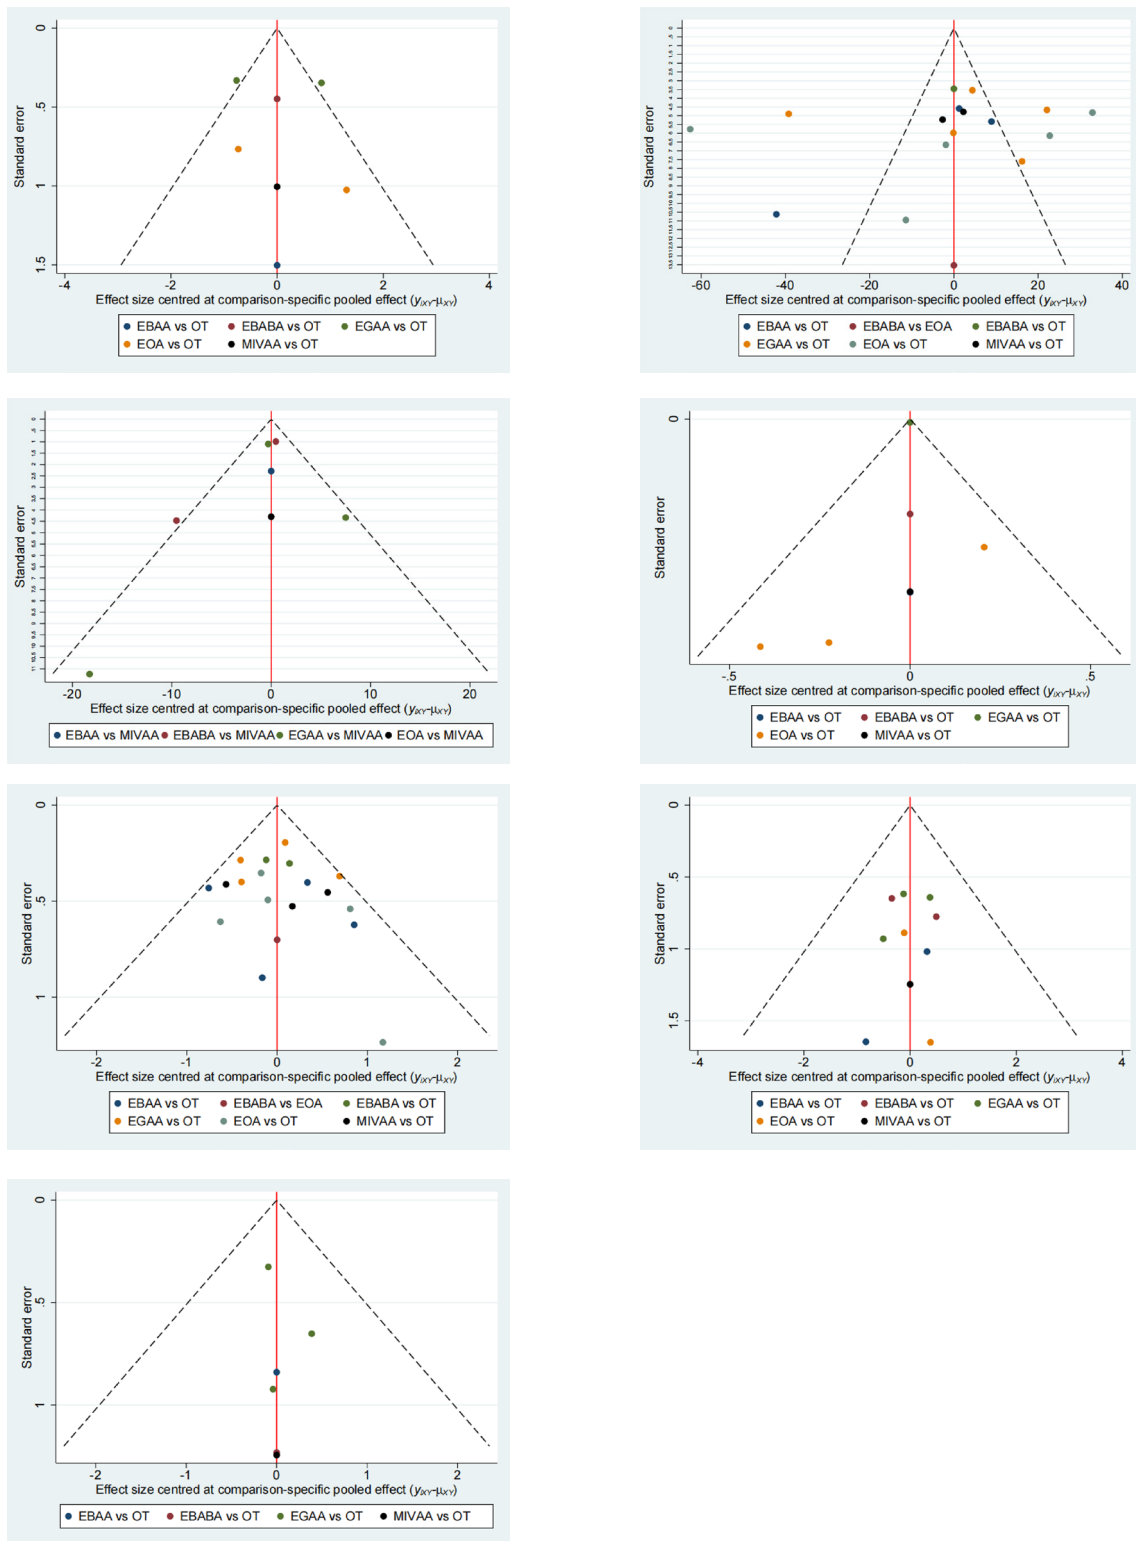 0
.5
1
1.5
Standard error
-4
-2
0
2
4
Effect size centred at comparison-specific pooled effect (yiXY-μXY)
EBAA vs OT EBABA vs OT EGAA vs OT
EOA vs OT MIVAA vs OT
Standard error
-60
-40
-20
0
20
40
Effect size centred at comparison-specific pooled effect (yiXY-μXY)
EBAA vs OT EBABA vs EOA EBABA vs OT
EGAA vs OT EOA vs OT MIVAA vs OT
Standard error
-20
-10
0
10
20
Effect size centred at comparison-specific pooled effect (yiXY-μXY)
EBAA vs MIVAA EBABA vs MIVAA EGAA vs MIVAA EOA vs MIVAA
0
Standard error
-.5
0
.5
Effect size centred at comparison-specific pooled effect (yiXY-μXY)
EBAA vs OT EBABA vs OT EGAA vs OT
EOA vs OT MIVAA vs OT
0
.5
1
Standard error
-2
-1
0
1
2
Effect size centred at comparison-specific pooled effect (yiXY-μXY)
EBAA vs OT EBABA vs EOA EBABA vs OT
EGAA vs OT EOA vs OT MIVAA vs OT
0
.5
1
1.5
Standard error
-4
-2
0
2
4
Effect size centred at comparison-specific pooled effect (yiXY-μXY)
EBAA vs OT EBABA vs OT EGAA vs OT
EOA vs OT MIVAA vs OT
0
.5
1
Standard error
-2
-1
0
1
2
Effect size centred at comparison-specific pooled effect (yiXY-μXY)
EBAA vs OT EBABA vs OT EGAA vs OT MIVAA vs OT